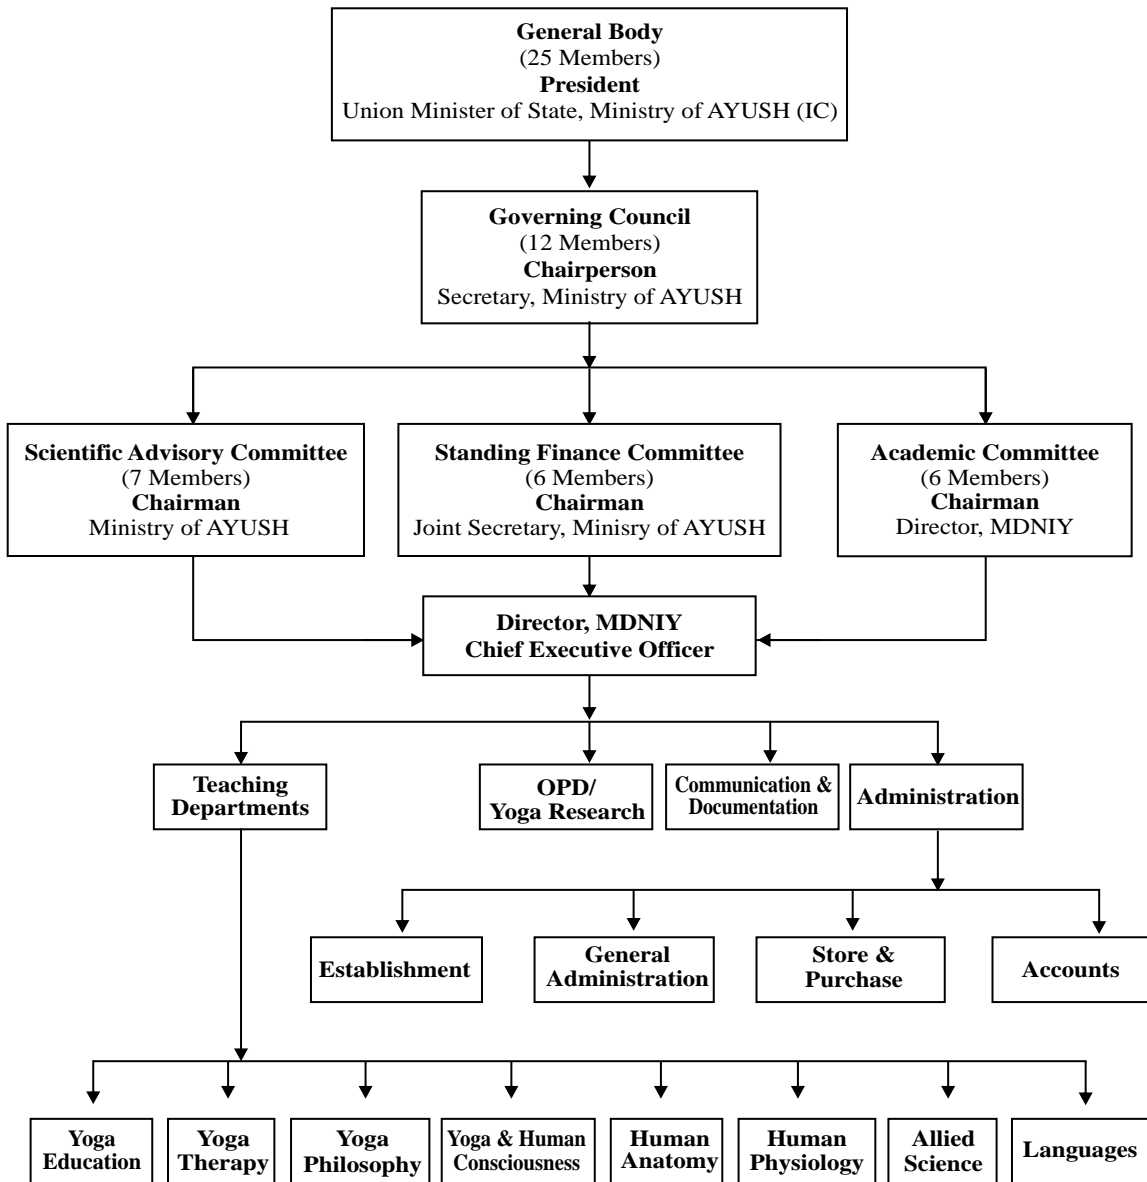 General Body
(25 Members)
President
Union Minister of State, Ministry of AYUSH (IC)
Governing Council
(12 Members)
Chairperson
Secretary, Ministry of AYUSH
Scientific Advisory Committee
(7 Members)
Chairman
Ministry of AYUSH
Standing Finance Committee
(6 Members)
Chairman
Joint Secretary, Minisry of AYUSH
Academic Committee
(6 Members)
Chairman
Director, MDNIY
Director, MDNIY
Chief Executive Officer
Teaching
Departments
OPD/
Yoga Research
Communication &
Documentation
Administration
Establishment
General
Administration
Store &
Purchase
Accounts
Yoga
Education
Yoga
Therapy
Yoga
Philosophy
Yoga & Human
Consciousness
Human
Anatomy
Human
Physiology
Allied
Science
Languages